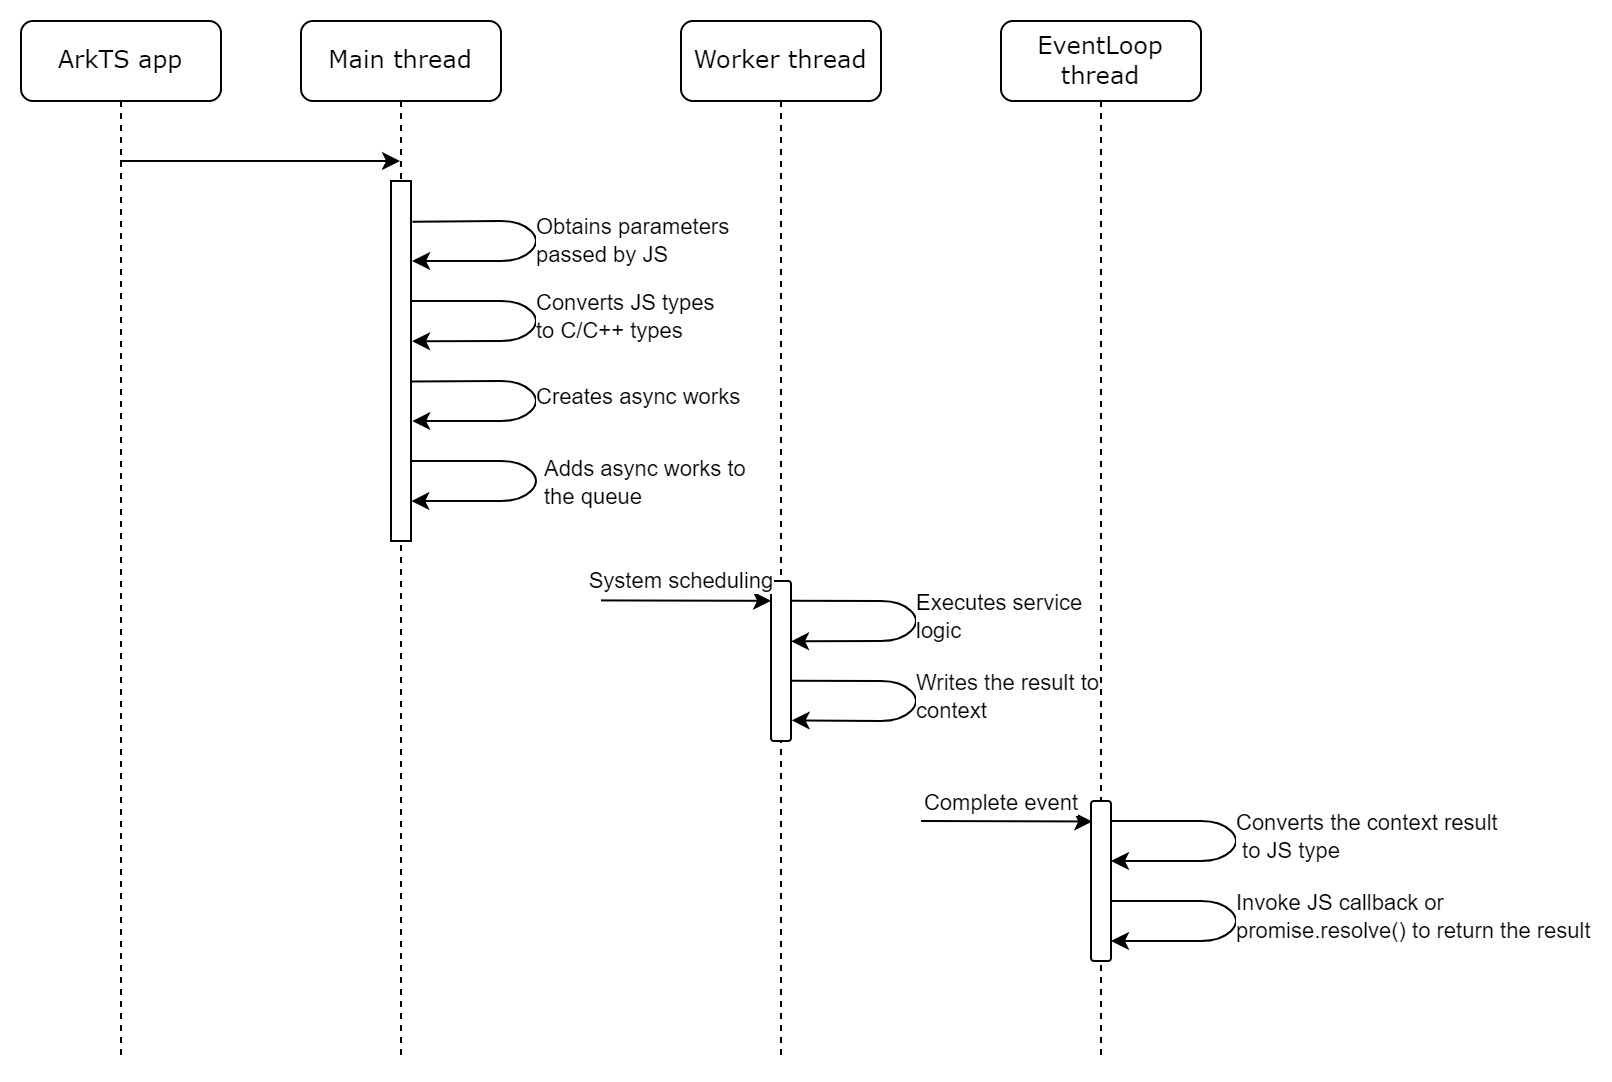 ArkTS app
Main thread
Worker thread
EventLoop
thread
Obtains parameters
passed by JS
Converts JS types
to C/C++ types
Creates async works
Adds async works to
the queue
System scheduling
Executes service
logic
Writes the result to
context
Complete event
Converts the context result
to JS type
Invoke JS callback or
promise.resolve() to return the result